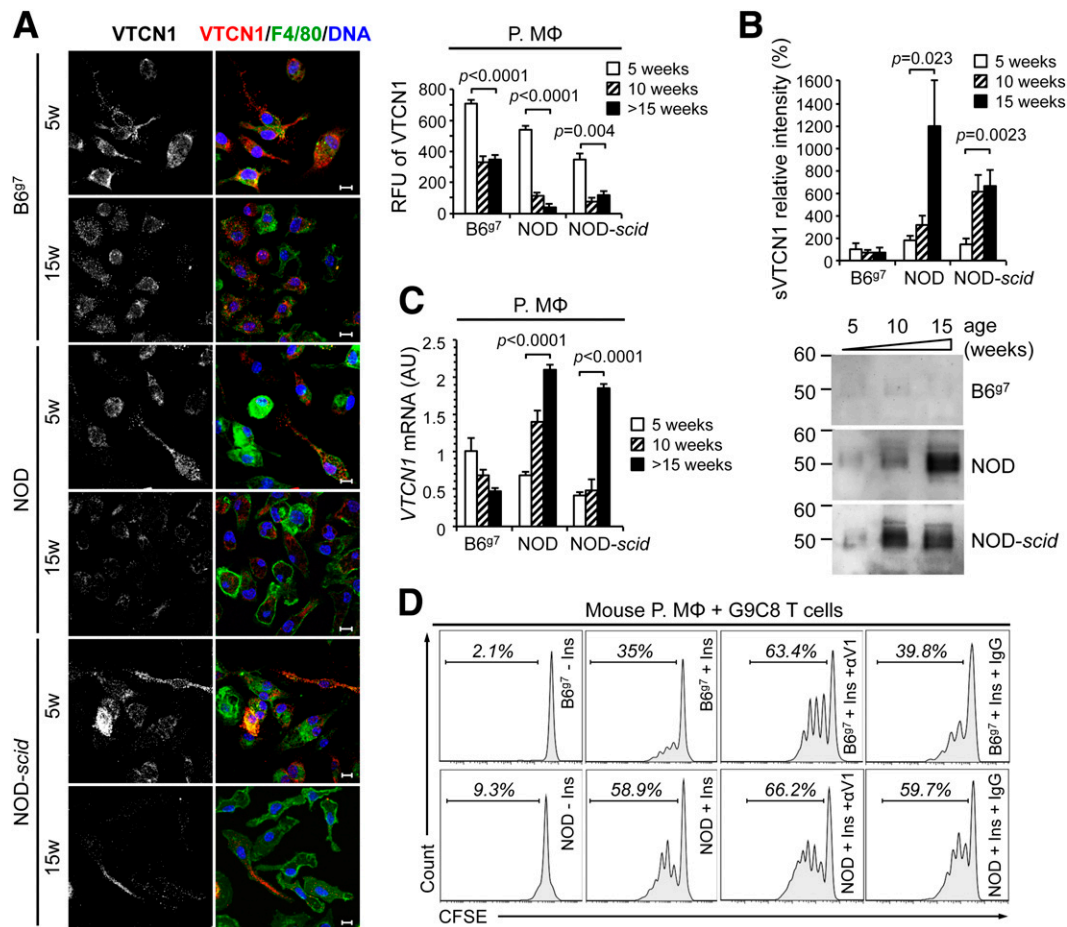 A
VTCN1 VTCN1/F4/80/DNA
B6g7
5w
15w
NOD
5w
15w
NOD-scid
5w
15w
P. MΦ
RFU of VTCN1
800
600
400
200
0
p<0.0001
p<0.0001
p=0.004
5 weeks
10 weeks
>15 weeks
B6g7 NOD NOD-scid
B
sVTCN1 relative intensity (%)
1600
1400
1200
1000
800
600
400
200
0
p=0.023
p=0.0023
5 weeks
10 weeks
15 weeks
B6g7 NOD NOD-scid
5 10 15 age
(weeks)
60
50
B6g7
60
50
NOD
60
50
NOD-scid
C
P. MΦ
VTCN1 mRNA (AU)
2.5
2
1.5
1
0.5
0
p<0.0001
p<0.0001
5 weeks
10 weeks
>15 weeks
B6g7 NOD NOD-scid
D
Mouse P. MΦ + G9C8 T cells
2.1%
B6g7 - Ins
35%
B6g7 + Ins
63.4%
B6g7 + Ins +αV1
39.8%
B6g7 + Ins + IgG
9.3%
NOD - Ins
58.9%
NOD + Ins
66.2%
NOD + Ins +αV1
59.7%
NOD + Ins + IgG
Count
CFSE